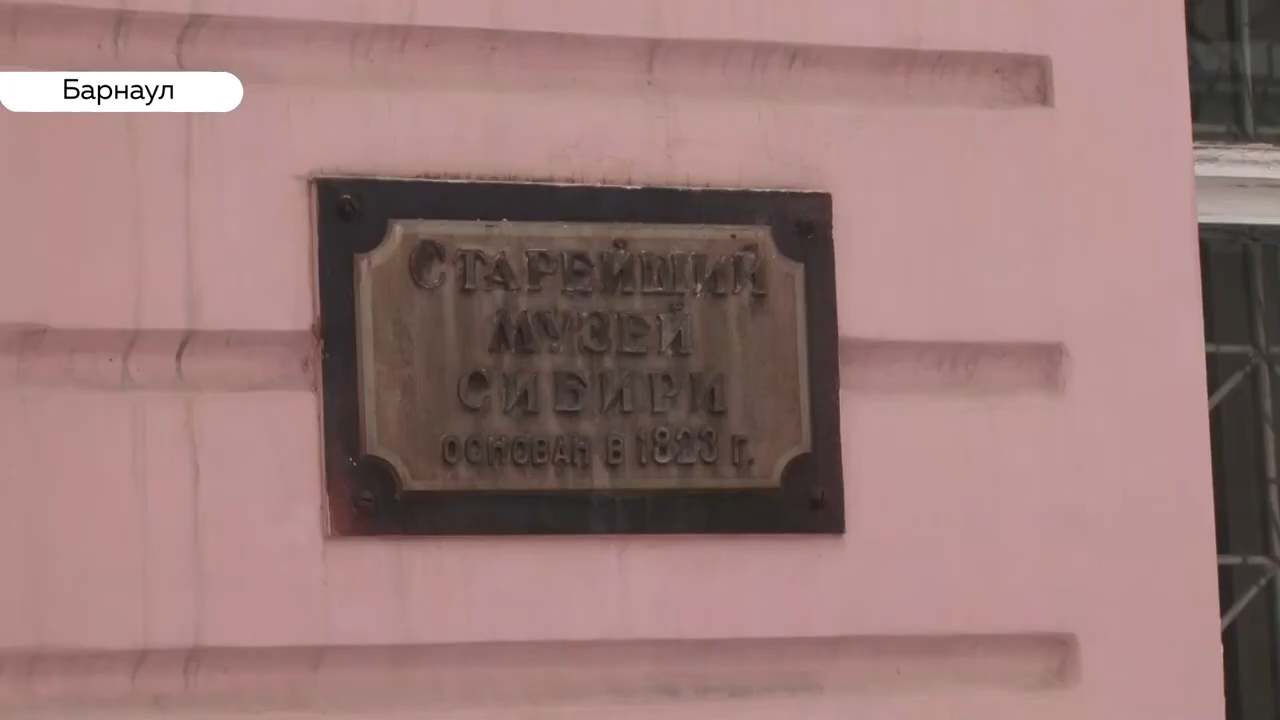 Барнаул
Старейший
музей
Сибири
основан в 1823 г.